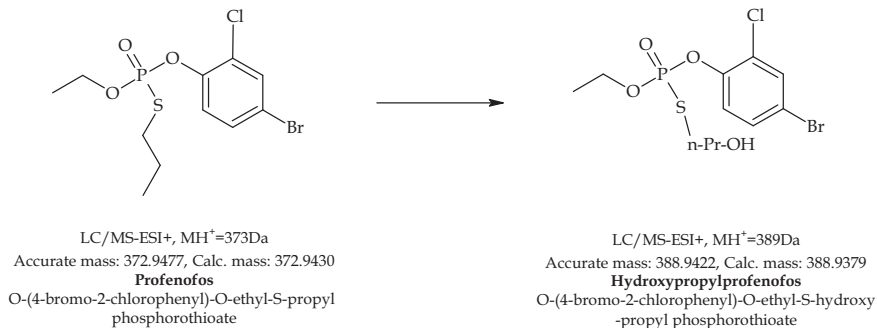 Cl
O
O
P
O
S
Br
LC/MS-ESI+, MH+=373Da
Accurate mass: 372.9477, Calc. mass: 372.9430
Profenofos
O-(4-bromo-2-chlorophenyl)-O-ethyl-S-propyl
phosphorothioate
Cl
O
O
P
O
S
Br
n-Pr-OH
LC/MS-ESI+, MH+=389Da
Accurate mass: 388.9422, Calc. mass: 388.9379
Hydroxypropylprofenofos
O-(4-bromo-2-chlorophenyl)-O-ethyl-S-hydroxy
-propyl phosphorothioate